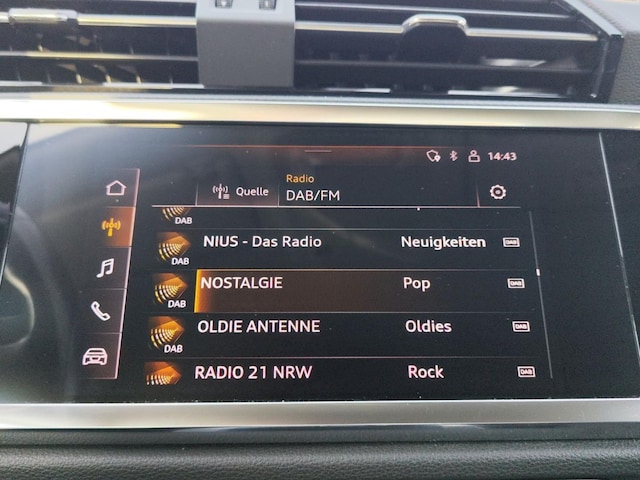 14:43
Radio
Quelle DAB/FM
DAB
NIUS - Das Radio Neuigkeiten DAB
DAB
NOSTALGIE Pop DAB
DAB
OLDIE ANTENNE Oldies DAB
DAB
RADIO 21 NRW Rock DAB